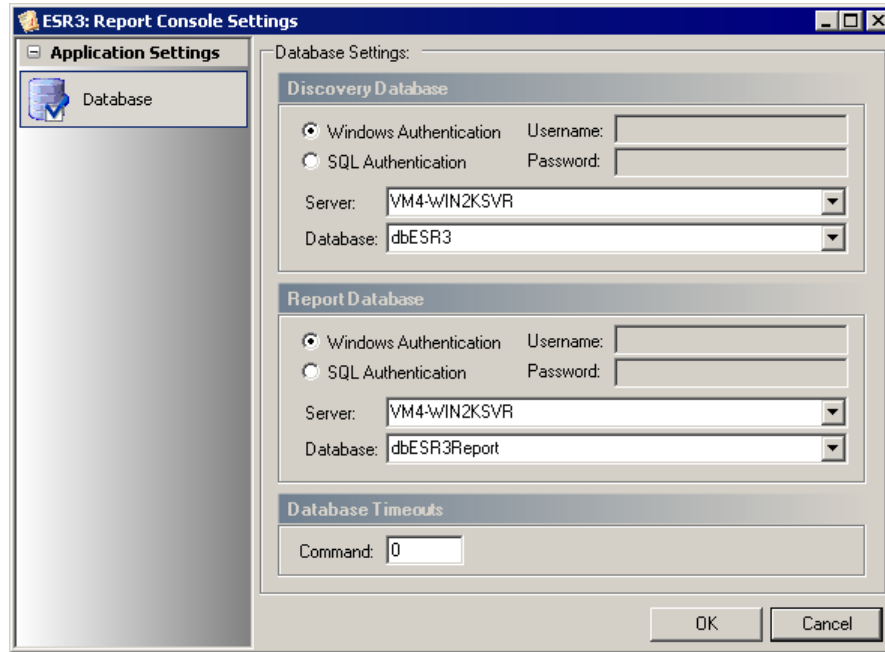 ESR3: Report Console Settings
Application Settings
Database
Database Settings:
Discovery Database
Windows Authentication Username:
SQL Authentication Password:
Server: VM4-WIN2KSVR
Database: dbESR3
Report Database
Windows Authentication Username:
SQL Authentication Password:
Server: VM4-WIN2KSVR
Database: dbESR3Report
Database Timeouts
Command: 0
OK Cancel